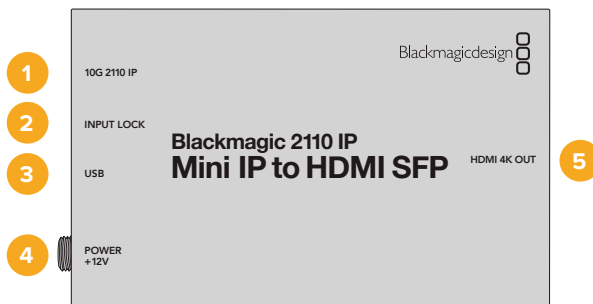 1
10G 2110 IP
Blackmagicdesign
2
INPUT LOCK
Blackmagic 2110 IP
Mini IP to HDMI SFP
3
USB
HDMI 4K OUT
5
4
POWER
+12V